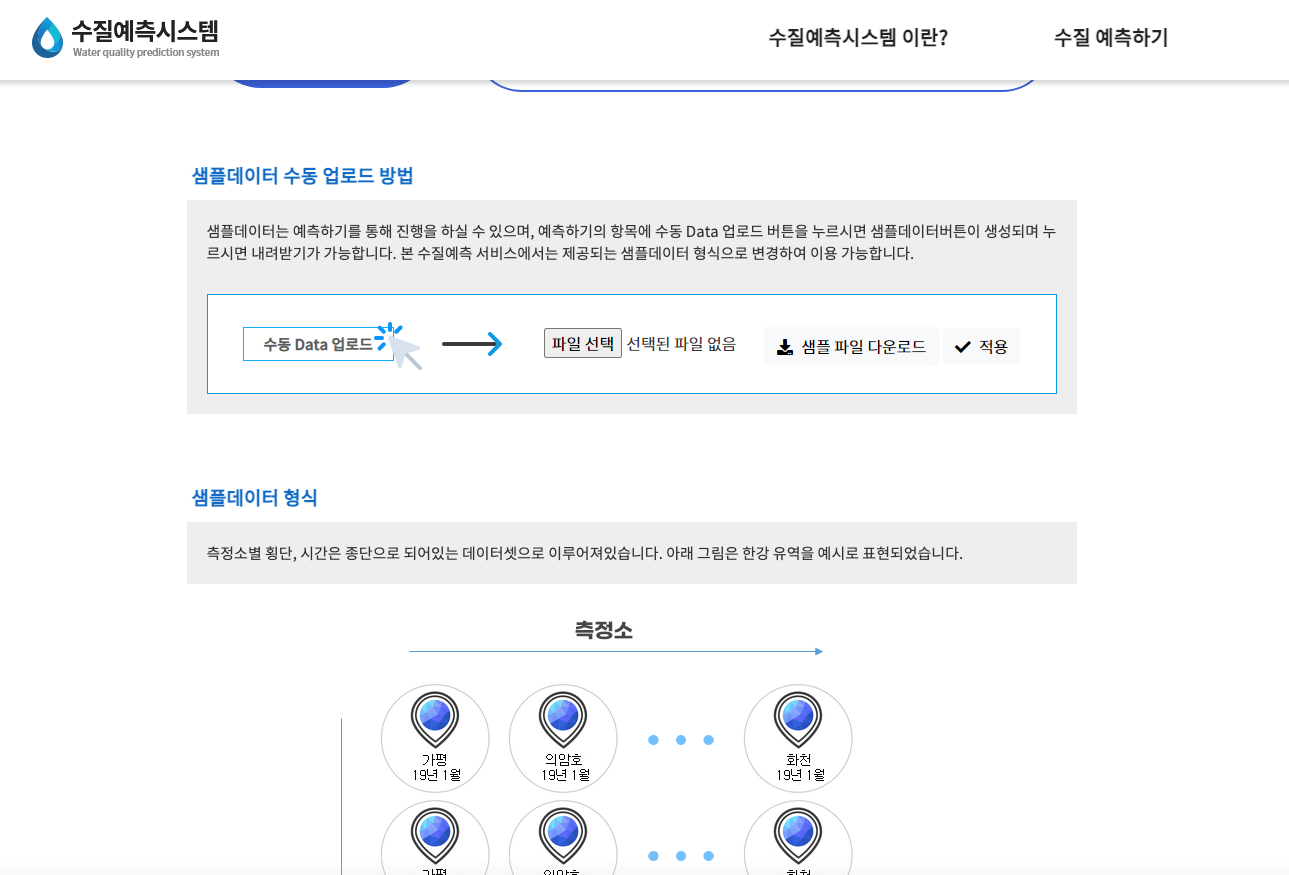 수질예측시스템
Water quality prediction system
수질예측시스템 이란?
수질 예측하기
샘플데이터 수동 업로드 방법
샘플데이터는 예측하기를 통해 진행을 하실 수 있으며, 예측하기의 항목에 수동 Data 업로드 버튼을 누르시면 샘플데이터버튼이 생성되며 누
르시면 내려받기가 가능합니다. 본 수질예측 서비스에서는 제공되는 샘플데이터 형식으로 변경하여 이용 가능합니다.
수동 Data 업로드
파일 선택 선택된 파일 없음
샘플 파일 다운로드
적용
샘플데이터 형식
측정소별 횡단, 시간은 종단으로 되어있는 데이터셋으로 이루어져있습니다. 아래 그림은 한강 유역을 예시로 표현되었습니다.
측정소
가평
19년 1월
의암호
19년 1월
화천
19년 1월
가평
의암호
화천